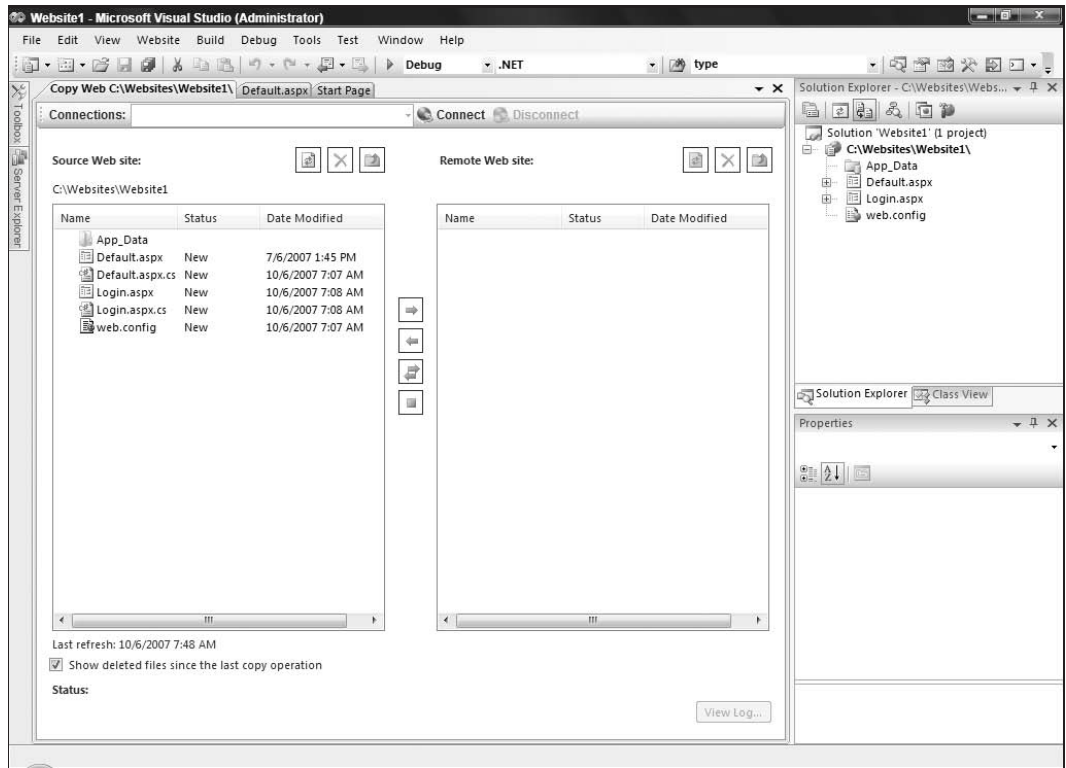 Website1 - Microsoft Visual Studio (Administrator)
File Edit View Website Build Debug Tools Test Window Help
Debug .NET type
Toolbox
Server Explorer
Copy Web C:\Websites\Website1\ Default.aspx Start Page
Connections: Connect Disconnect
Source Web site:
C:\Websites\Website1
Name Status Date Modified
App_Data
Default.aspx New 7/6/2007 1:45 PM
Default.aspx.cs New 10/6/2007 7:07 AM
Login.aspx New 10/6/2007 7:08 AM
Login.aspx.cs New 10/6/2007 7:08 AM
web.config New 10/6/2007 7:07 AM
Last refresh: 10/6/2007 7:48 AM
Show deleted files since the last copy operation
Status:
Remote Web site:
Name Status Date Modified
View Log...
Solution Explorer - C:\Websites\Webs...
Solution 'Website1' (1 project)
C:\Websites\Website1\
App_Data
Default.aspx
Login.aspx
web.config
Solution Explorer Class View
Properties